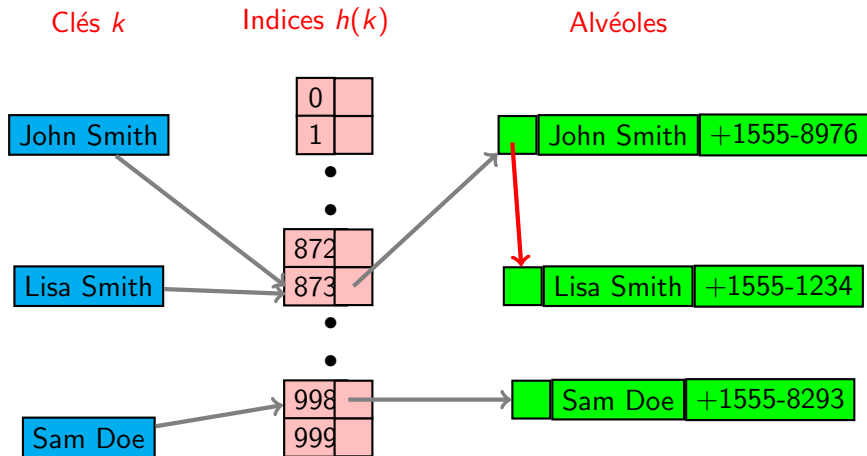 Clés k
Indices h(k)
Alvéoles
0
John Smith
1
John Smith
+1555-8976
872
Lisa Smith
873
Lisa Smith
+1555-1234
998
Sam Doe
+1555-8293
Sam Doe
999